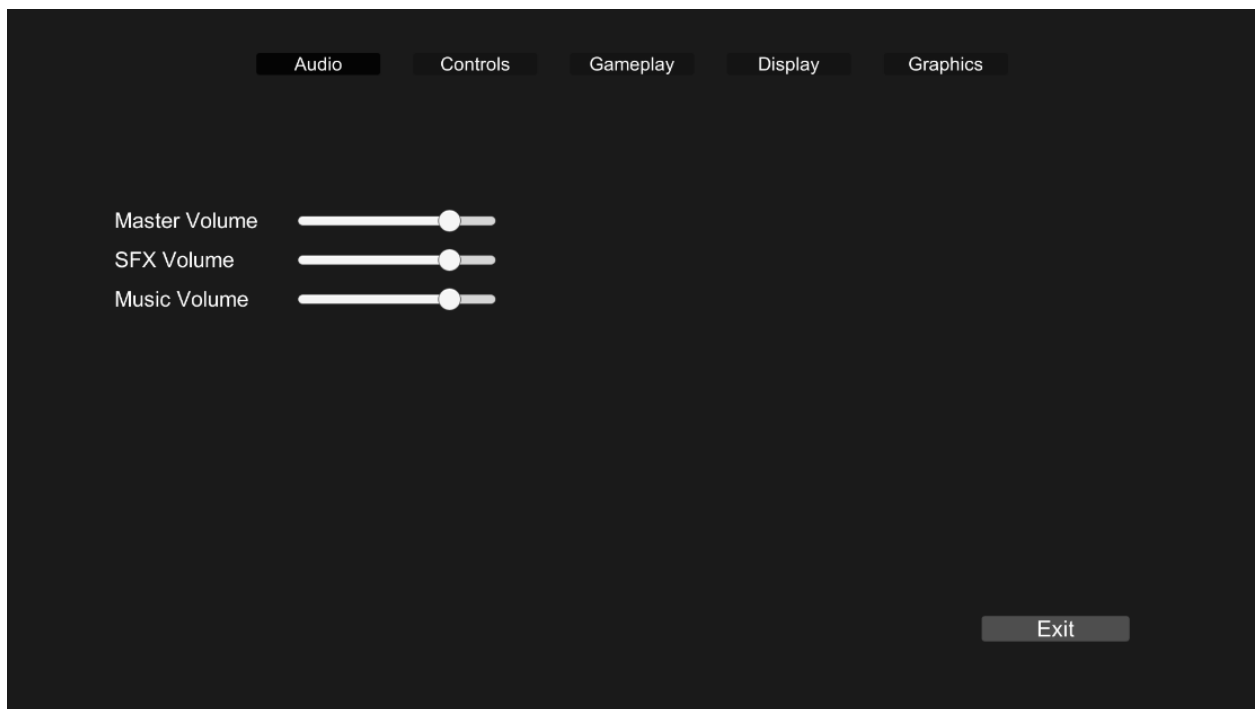 Audio Controls Gameplay Display Graphics
Master Volume
SFX Volume
Music Volume
Exit